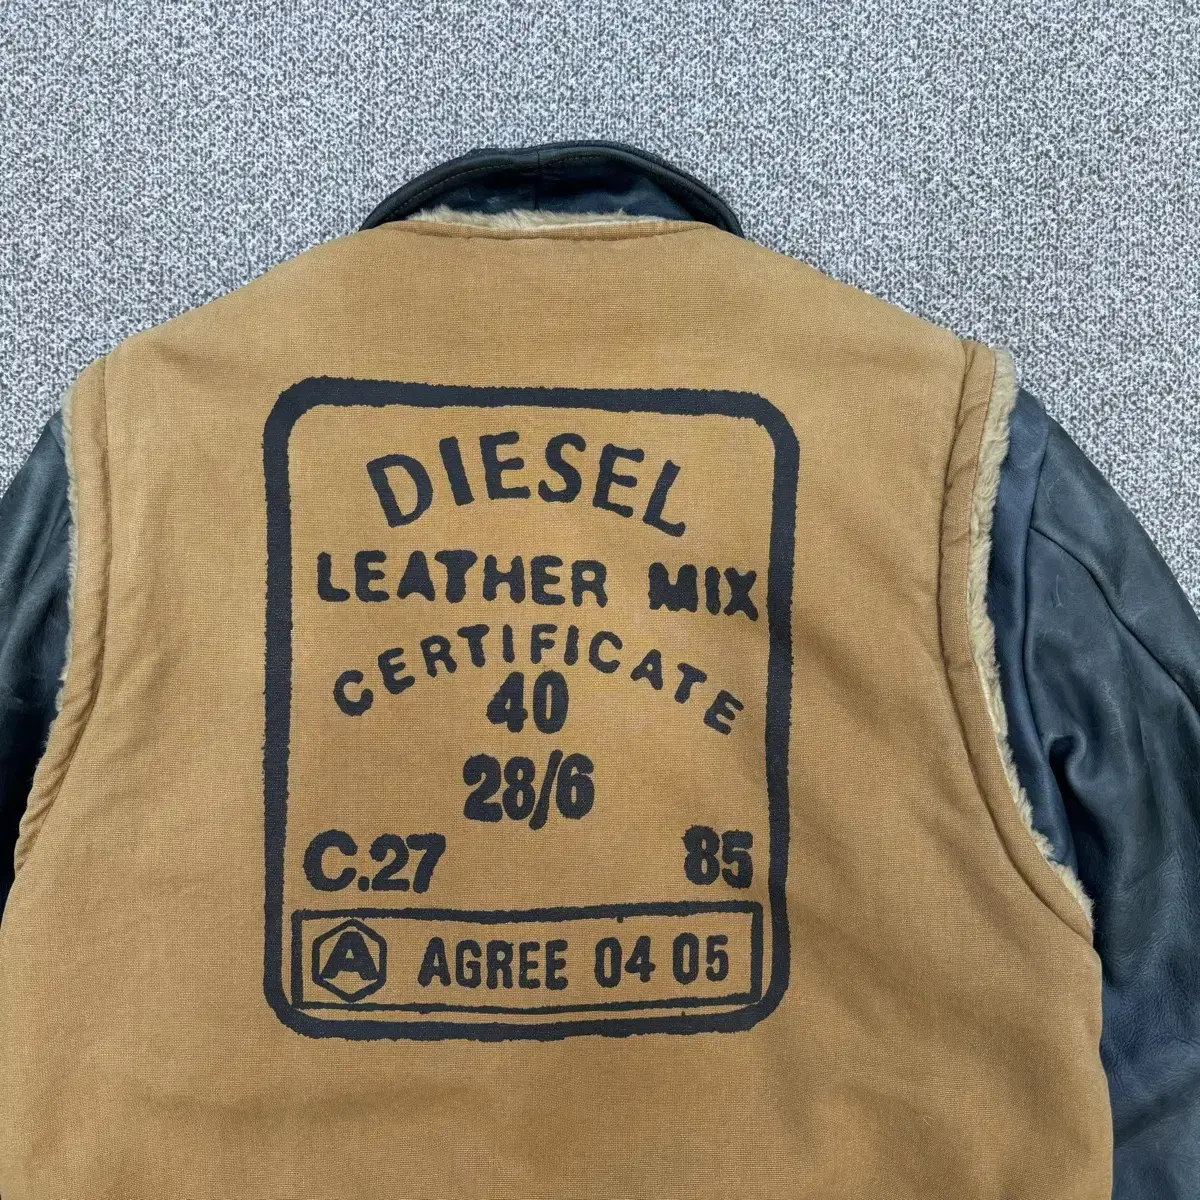 DIESEL
LEATHER MIX
CERTIFICATE
40
28/6
C.27 85
A AGREE 04 05